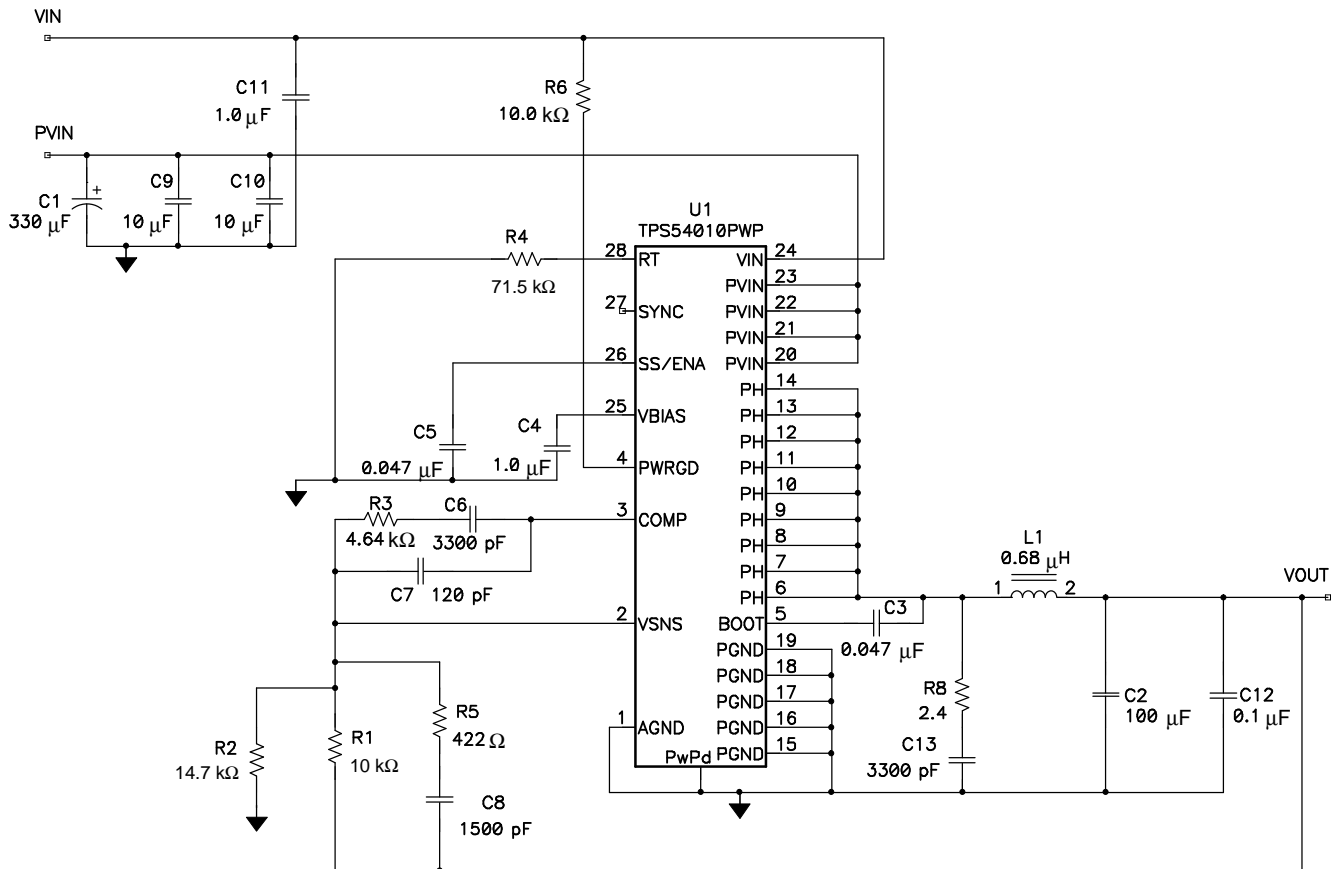 VIN
C11
1.0 μF
R6
10.0 kΩ
PVIN
C1
+
330 μF
C9
10 μF
C10
10 μF
U1
TPS54010PWP
R4
71.5 kΩ
28 RT
VIN 24
PVIN 23
27 SYNC
PVIN 22
PVIN 21
26 SS/ENA
PVIN 20
PH 14
25 VBIAS
PH 13
C5
0.047 μF
C4
1.0 μF
PH 12
4 PWRGD
PH 11
PH 10
R3
4.64 kΩ
C6
3300 pF
3 COMP
PH 9
PH 8
C7 120 pF
PH 7
PH 6
L1
0.68 μH
1 2
VOUT
2 VSNS
BOOT 5
C3
0.047 μF
PGND 19
PGND 18
PGND 17
1 AGND
PGND 16
PGND 15
PwPd
R8
2.4
C13
3300 pF
C2
100 μF
C12
0.1 μF
R2
14.7 kΩ
R1
10 kΩ
R5
422 Ω
C8
1500 pF